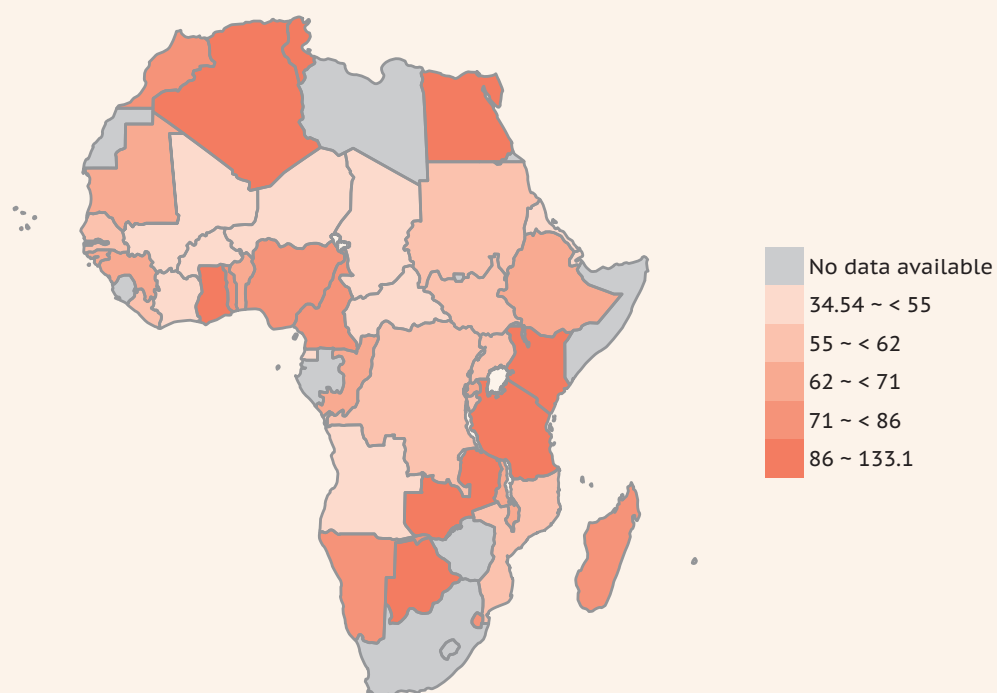 No data available
34.54 ~ < 55
55 ~ < 62
62 ~ < 71
71 ~ < 86
86 ~ 133.1